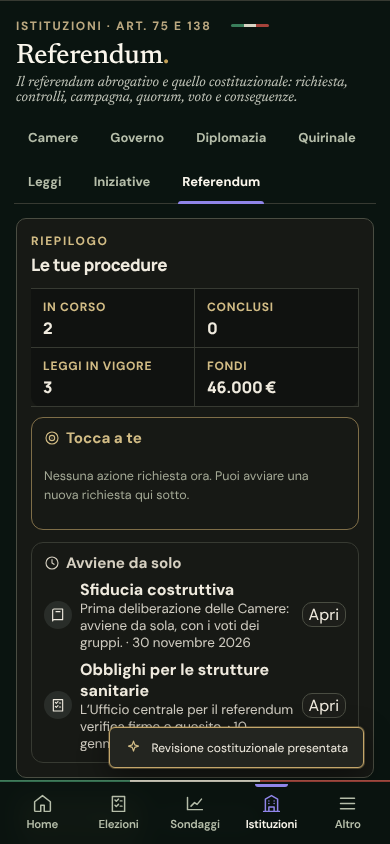 ISTITUZIONI · ART. 75 E 138
Referendum.
Il referendum abrogativo e quello costituzionale: richiesta,
controlli, campagna, quorum, voto e conseguenze.
Camere Governo Diplomazia Quirinale
Leggi Iniziative Referendum
RIEPILOGO
Le tue procedure
IN CORSO CONCLUSI
2 0
LEGGI IN VIGORE FONDI
3 46.000 €
Tocca a te
Nessuna azione richiesta ora. Puoi avviare una
nuova richiesta qui sotto.
Avviene da solo
Sfiducia costruttiva
Prima deliberazione delle Camere:
avviene da sola, con i voti dei
gruppi. · 30 novembre 2026
Apri
Obblighi per le strutture
sanitarie
L'Ufficio centrale per il referendum
verifica firme e quesito. · 10
Apri
Revisione costituzionale presentata
Home Elezioni Sondaggi Istituzioni Altro